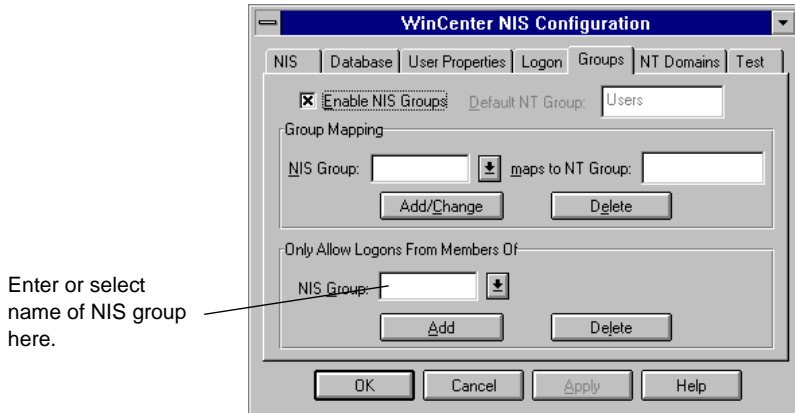 WinCenter NIS Configuration
NIS Database User Properties Logon Groups NT Domains Test
Enable NIS Groups Default NT Group: Users
Group Mapping
NIS Group: maps to NT Group:
Add/Change Delete
Only Allow Logons From Members Of
NIS Group:
Add Delete
OK Cancel Apply Help
Enter or select
name of NIS group
here.